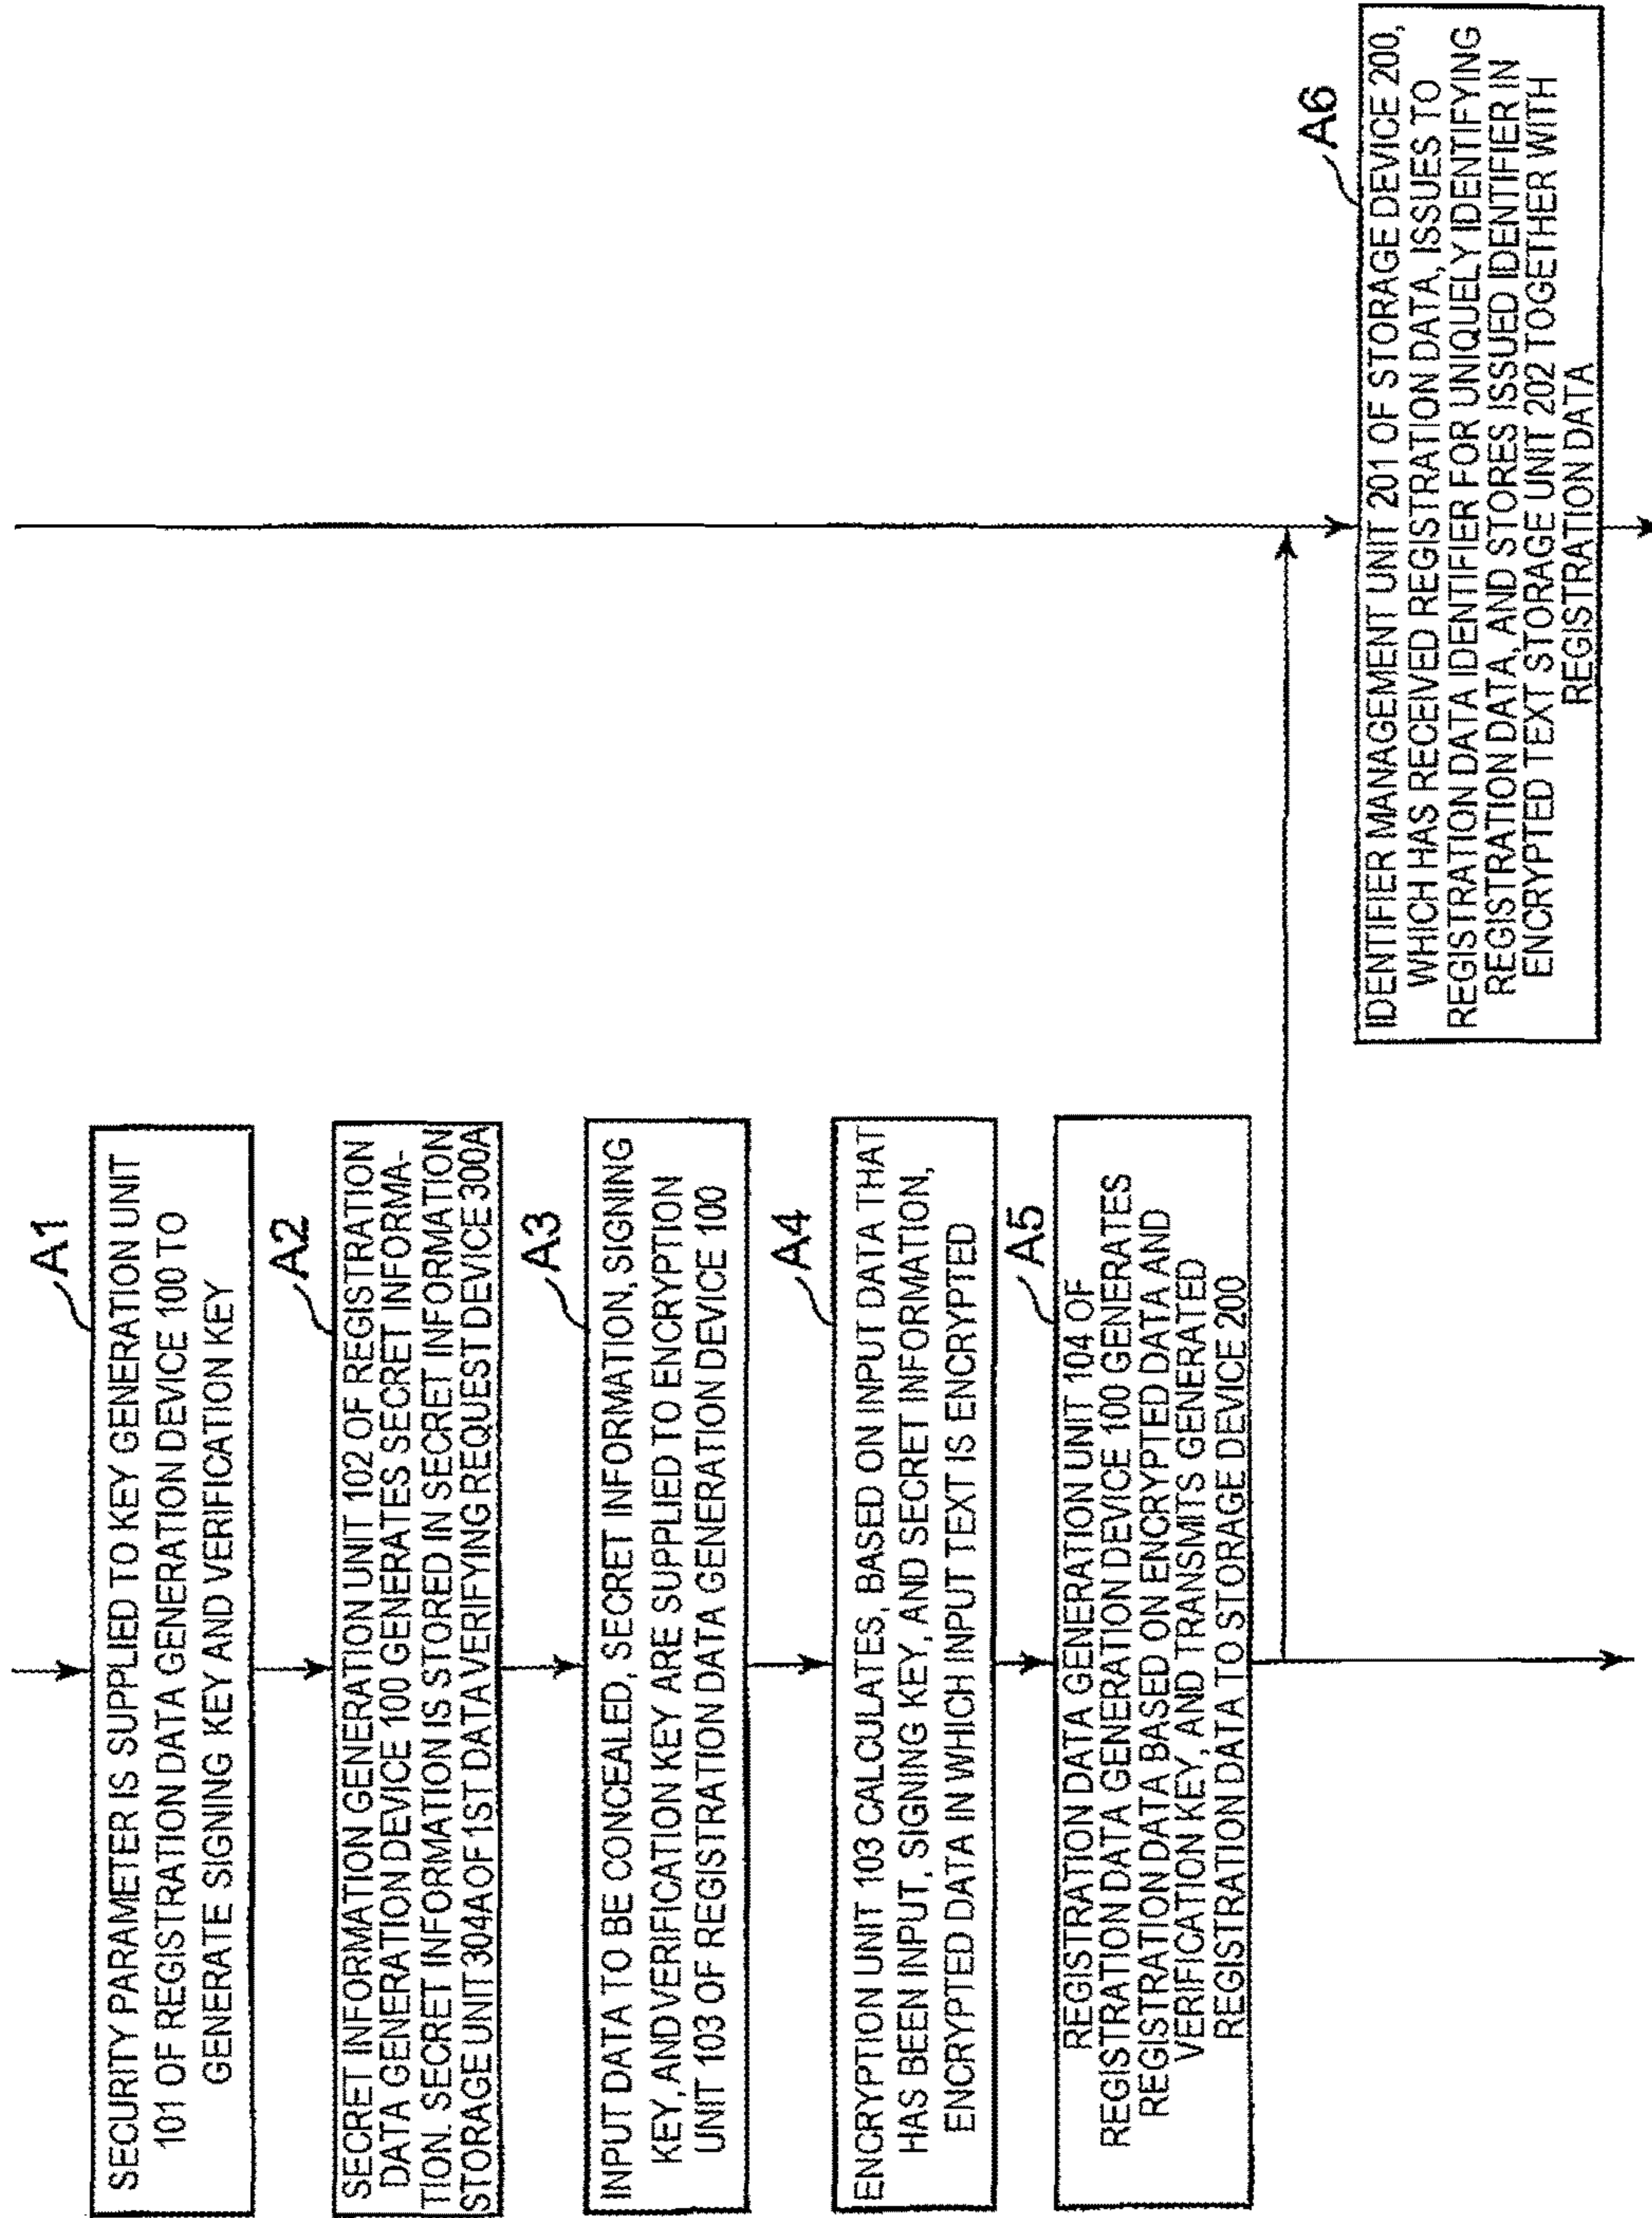 A1
SECURITY PARAMETER IS SUPPLIED TO KEY GENERATION UNIT
101 OF REGISTRATION DATA GENERATION DEVICE 100 TO
GENERATE SIGNING KEY AND VERIFICATION KEY
A2
SECRET INFORMATION GENERATION UNIT 102 OF REGISTRATION
DATA GENERATION DEVICE 100 GENERATES SECRET INFORMA-
TION. SECRET INFORMATION IS STORED IN SECRET INFORMATION
STORAGE UNIT 304A OF 1ST DATA VERIFYING REQUEST DEVICE 300A
A3
INPUT DATA TO BE CONCEALED, SECRET INFORMATION, SIGNING
KEY, AND VERIFICATION KEY ARE SUPPLIED TO ENCRYPTION
UNIT 103 OF REGISTRATION DATA GENERATION DEVICE 100
A4
ENCRYPTION UNIT 103 CALCULATES, BASED ON INPUT DATA THAT
HAS BEEN INPUT, SIGNING KEY, AND SECRET INFORMATION,
ENCRYPTED DATA IN WHICH INPUT TEXT IS ENCRYPTED
A5
REGISTRATION DATA GENERATION UNIT 104 OF
REGISTRATION DATA GENERATION DEVICE 100 GENERATES
REGISTRATION DATA BASED ON ENCRYPTED DATA AND
VERIFICATION KEY, AND TRANSMITS GENERATED
REGISTRATION DATA TO STORAGE DEVICE 200
A6
IDENTIFIER MANAGEMENT UNIT 201 OF STORAGE DEVICE 200,
WHICH HAS RECEIVED REGISTRATION DATA, ISSUES TO
REGISTRATION DATA IDENTIFIER FOR UNIQUELY IDENTIFYING
REGISTRATION DATA, AND STORES ISSUED IDENTIFIER IN
ENCRYPTED TEXT STORAGE UNIT 202 TOGETHER WITH
REGISTRATION DATA